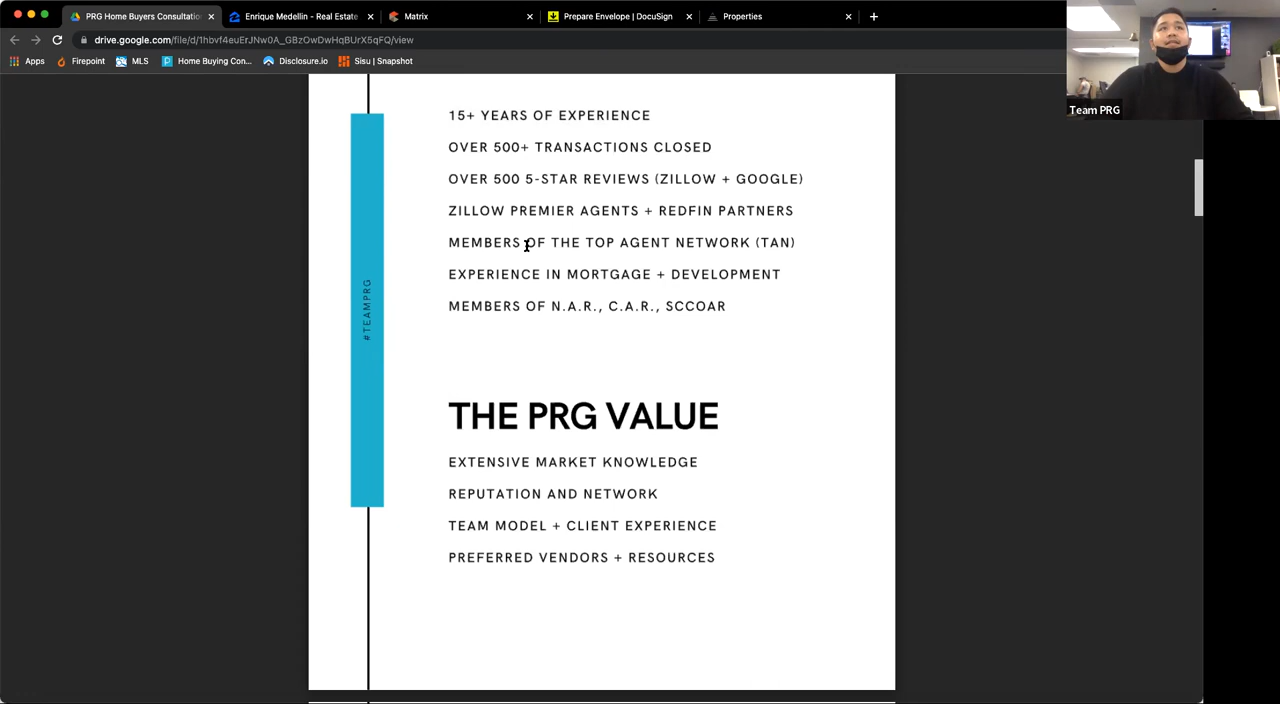 PRG Home Buyers Consultatio
Enrique Medellin - Real Estate
Matrix
Prepare Envelope | DocuSign
Properties
drive.google.com/file/d/1hbvf4euErJNw0A_GBzOwDwHqBUrX5qFQ/view
Apps
Firepoint
MLS
Home Buying Con...
Disclosure.io
Sisu | Snapshot
Team PRG
15+ YEARS OF EXPERIENCE
OVER 500+ TRANSACTIONS CLOSED
OVER 500 5-STAR REVIEWS (ZILLOW + GOOGLE)
ZILLOW PREMIER AGENTS + REDFIN PARTNERS
MEMBERS OF THE TOP AGENT NETWORK (TAN)
EXPERIENCE IN MORTGAGE + DEVELOPMENT
MEMBERS OF N.A.R., C.A.R., SCCOAR
#TEAMPRG
THE PRG VALUE
EXTENSIVE MARKET KNOWLEDGE
REPUTATION AND NETWORK
TEAM MODEL + CLIENT EXPERIENCE
PREFERRED VENDORS + RESOURCES